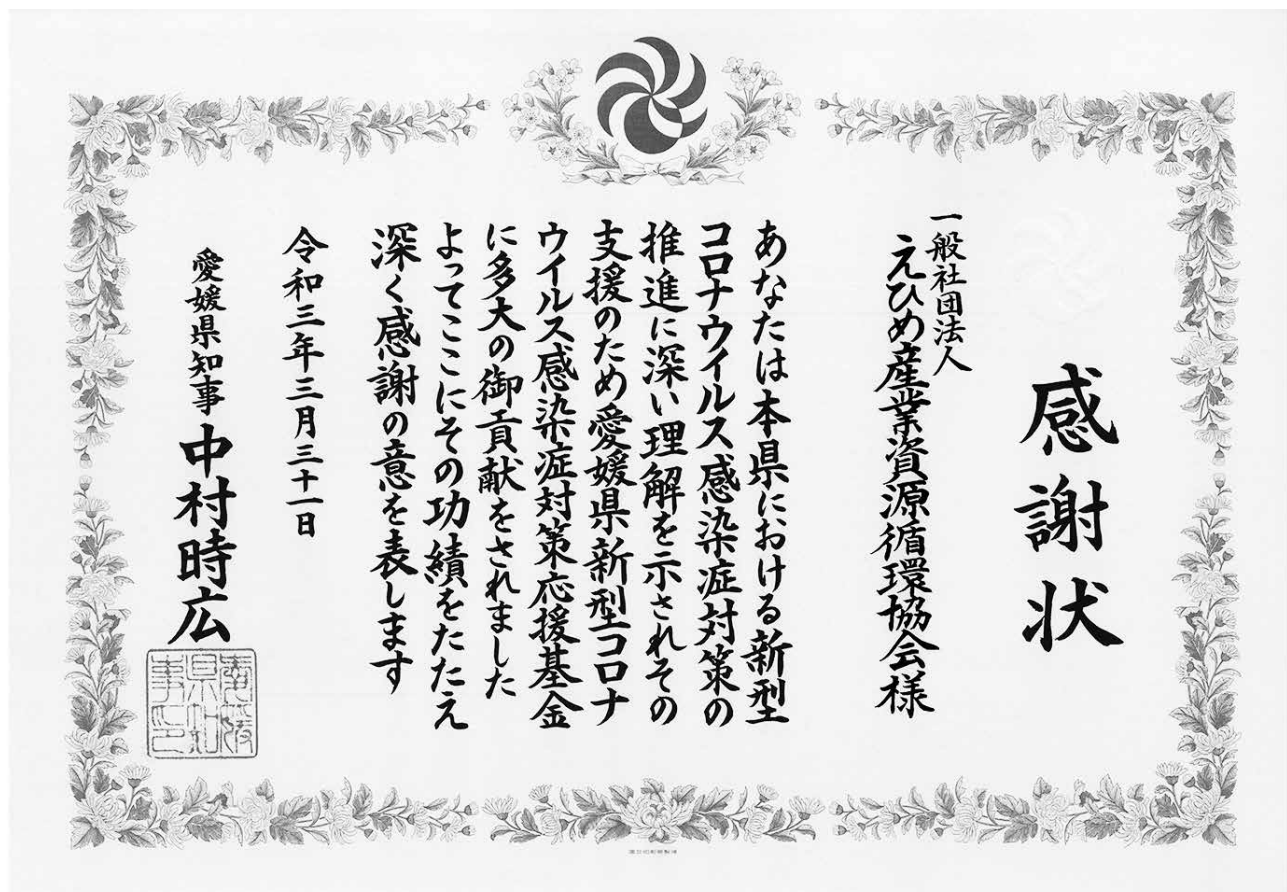 感謝状
一般社団法人
えひめ産業資源循環協会様
あなたは本県における新型
コロナウイルス感染症対策の
推進に深い理解を示されその
支援のため愛媛県新型コロナ
ウイルス感染症対策応援基金
に多大の御貢献をされました
よってここにその功績をたたえ
深く感謝の意を表します
令和三年三月三十一日
愛媛県知事 中村時広
愛媛県知事之印